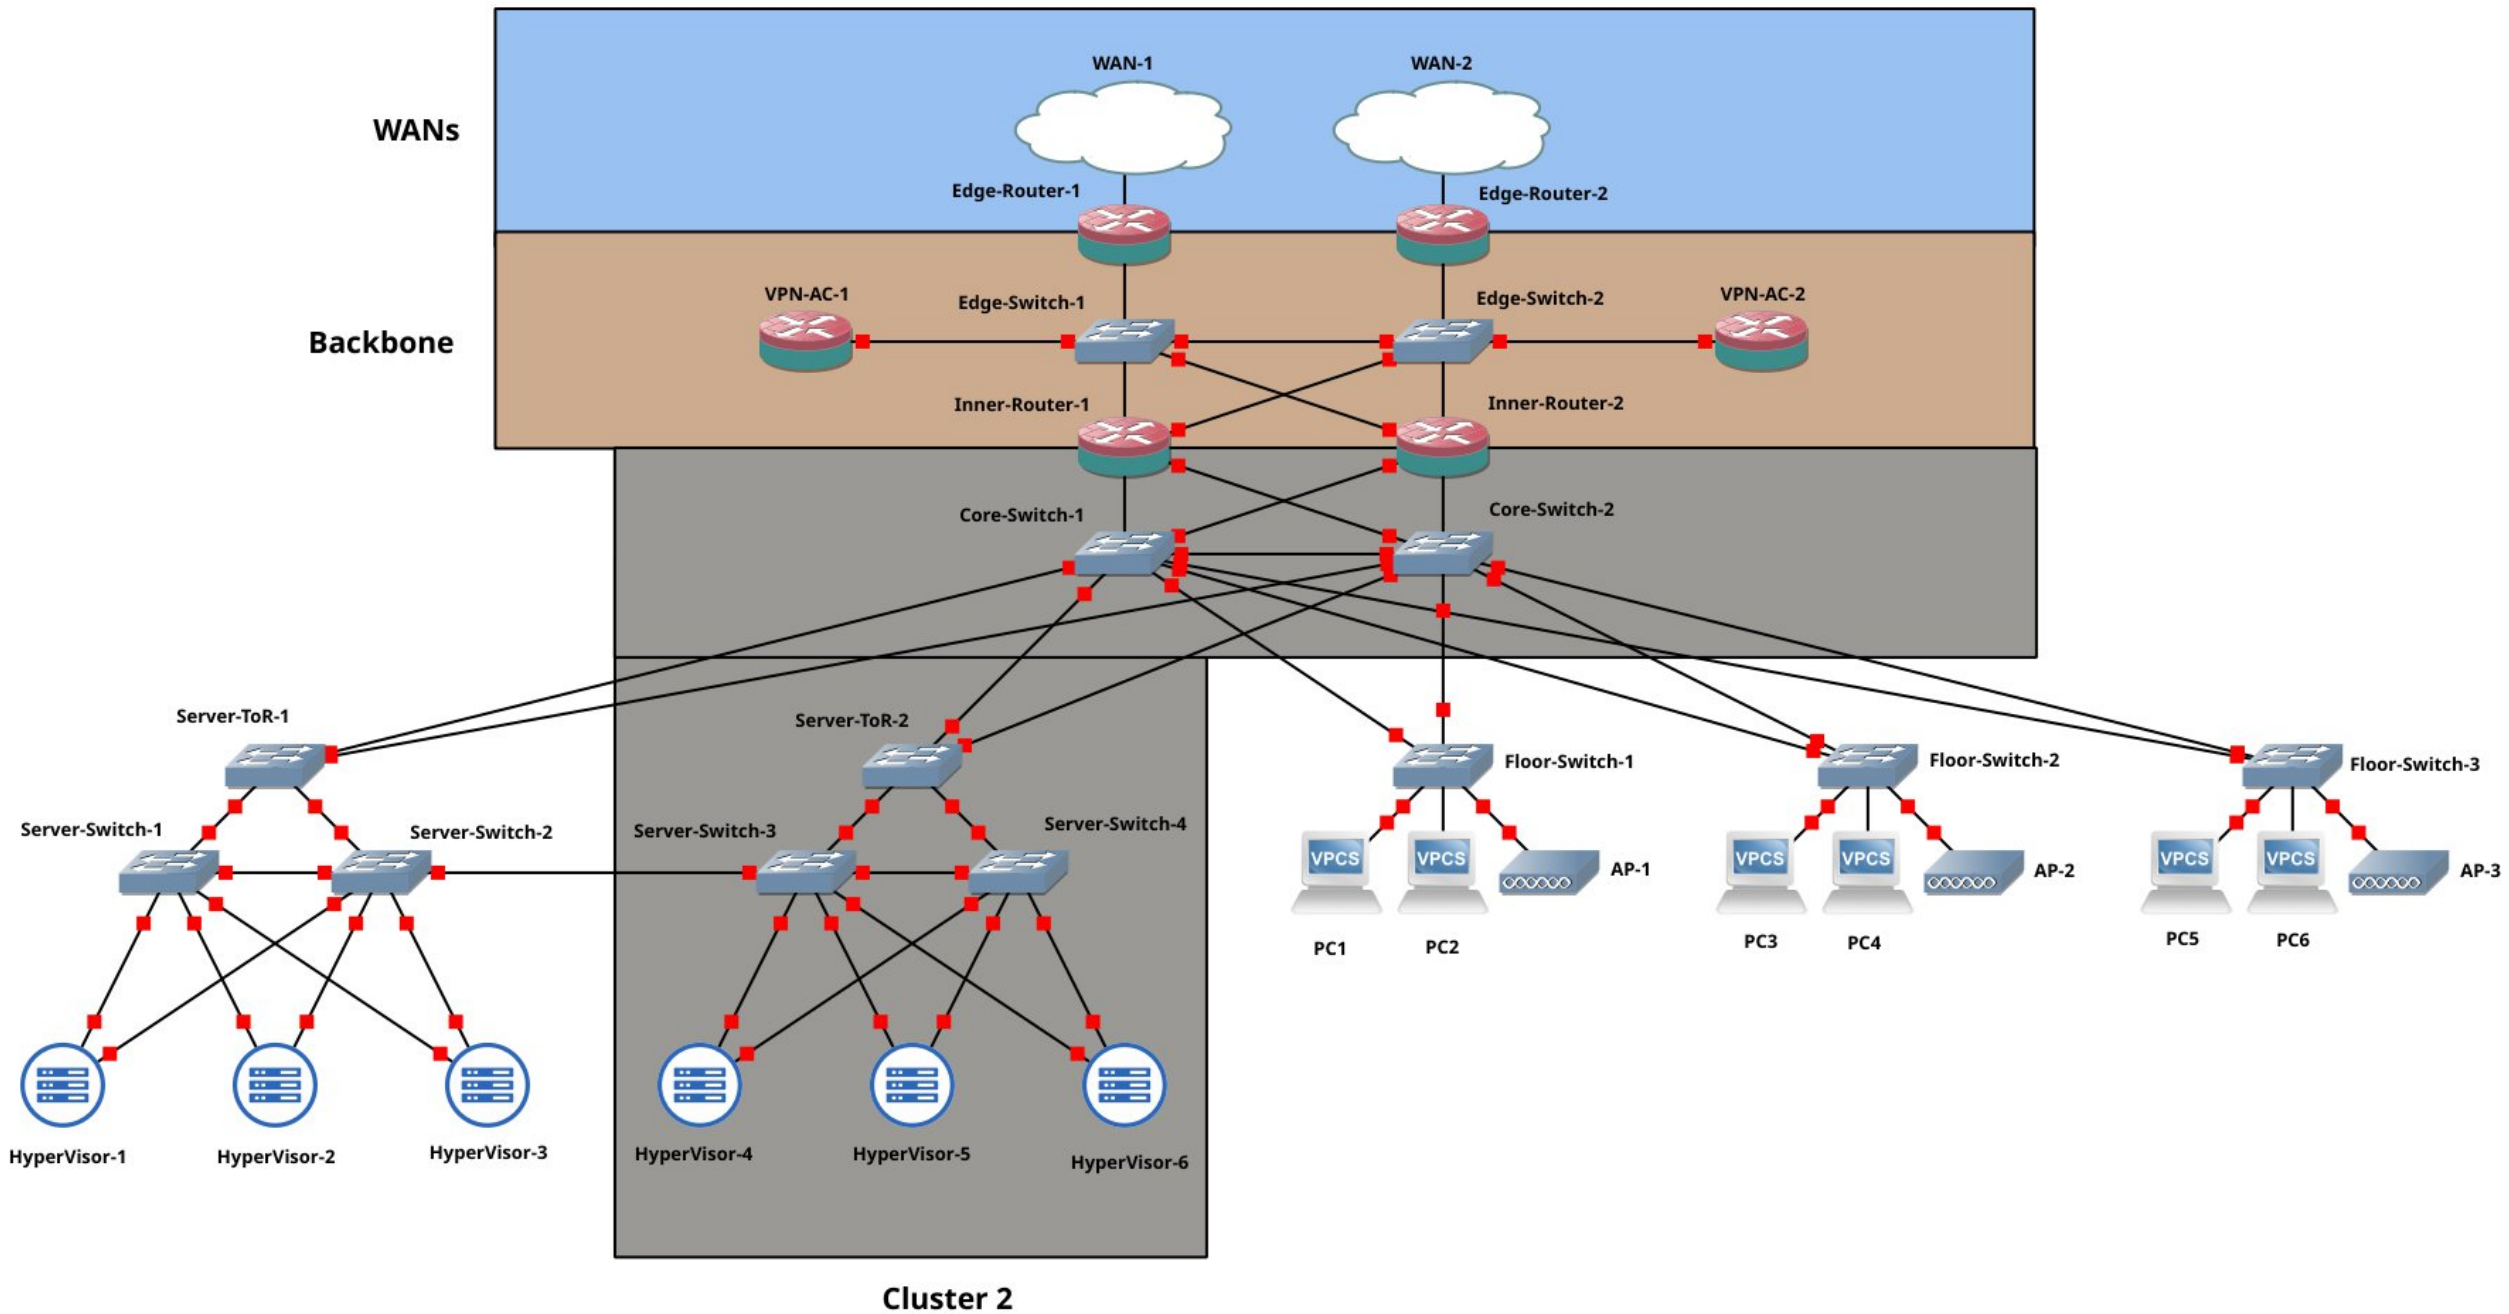 WAN-1
WAN-2
WANs
Edge-Router-1
Edge-Router-2
VPN-AC-1
Edge-Switch-1
Edge-Switch-2
VPN-AC-2
Backbone
Inner-Router-1
Inner-Router-2
Core-Switch-1
Core-Switch-2
Server-ToR-1
Server-ToR-2
Floor-Switch-1
Floor-Switch-2
Floor-Switch-3
Server-Switch-1
Server-Switch-2
Server-Switch-3
Server-Switch-4
VPCS
VPCS
AP-1
VPCS
VPCS
AP-2
VPCS
VPCS
AP-3
PC1
PC2
PC3
PC4
PC5
PC6
HyperVisor-1
HyperVisor-2
HyperVisor-3
HyperVisor-4
HyperVisor-5
HyperVisor-6
Cluster 2